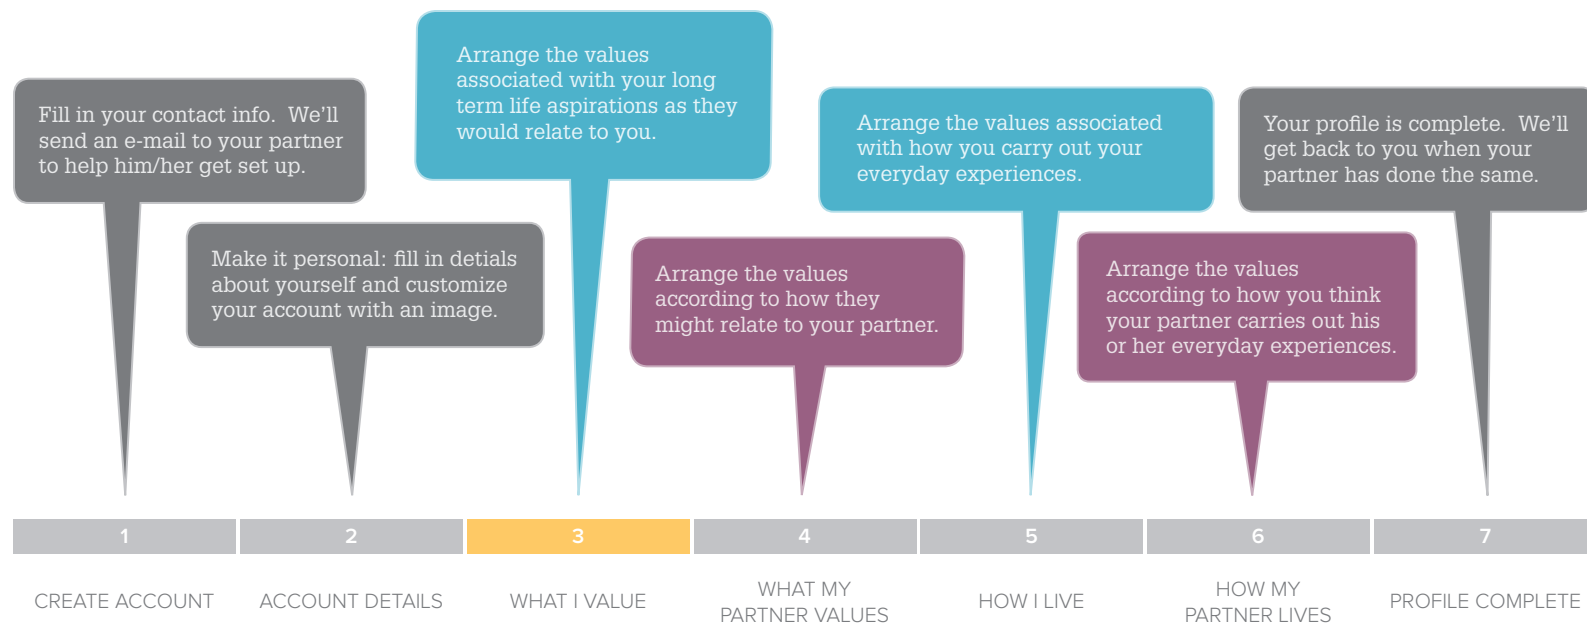 Fill in your contact info.  We’ll
send an e-mail to your partner
to help him/her get set up.
Make it personal: fill in detials
about yourself and customize
your account with an image.
Arrange the values
associated with your long
term life aspirations as they
would relate to you.
Arrange the values
according to how they
might relate to your partner.
Arrange the values associated
with how you carry out your
everyday experiences.
Arrange the values
according to how you think
your partner carries out his
or her everyday experiences.
Your profile is complete.  We’ll
get back to you when your
partner has done the same.
1
2
3
4
5
6
7
CREATE ACCOUNT
ACCOUNT DETAILS
WHAT I VALUE
WHAT MY
PARTNER VALUES
HOW I LIVE
HOW MY
PARTNER LIVES
PROFILE COMPLETE